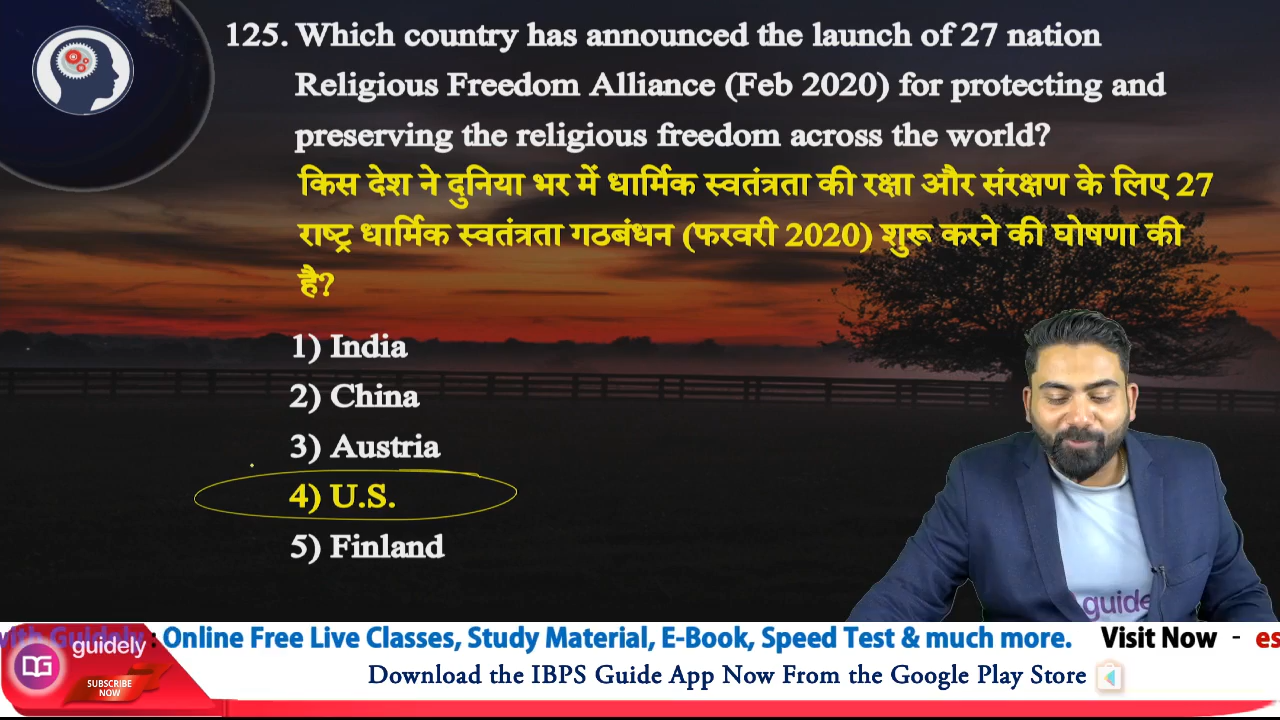 125. Which country has announced the launch of 27 nation
Religious Freedom Alliance (Feb 2020) for protecting and
preserving the religious freedom across the world?
किस देश ने दुनिया भर में धार्मिक स्वतंत्रता की रक्षा और संरक्षण के लिए 27
राष्ट्र धार्मिक स्वतंत्रता गठबंधन (फरवरी 2020) शुरू करने की घोषणा की
है?
1) India
2) China
3) Austria
4) U.S.
5) Finland
guidely
with Guidely : Online Free Live Classes, Study Material, E-Book, Speed Test & much more. Visit Now -
guidely
SUBSCRIBE
NOW
Download the IBPS Guide App Now From the Google Play Store